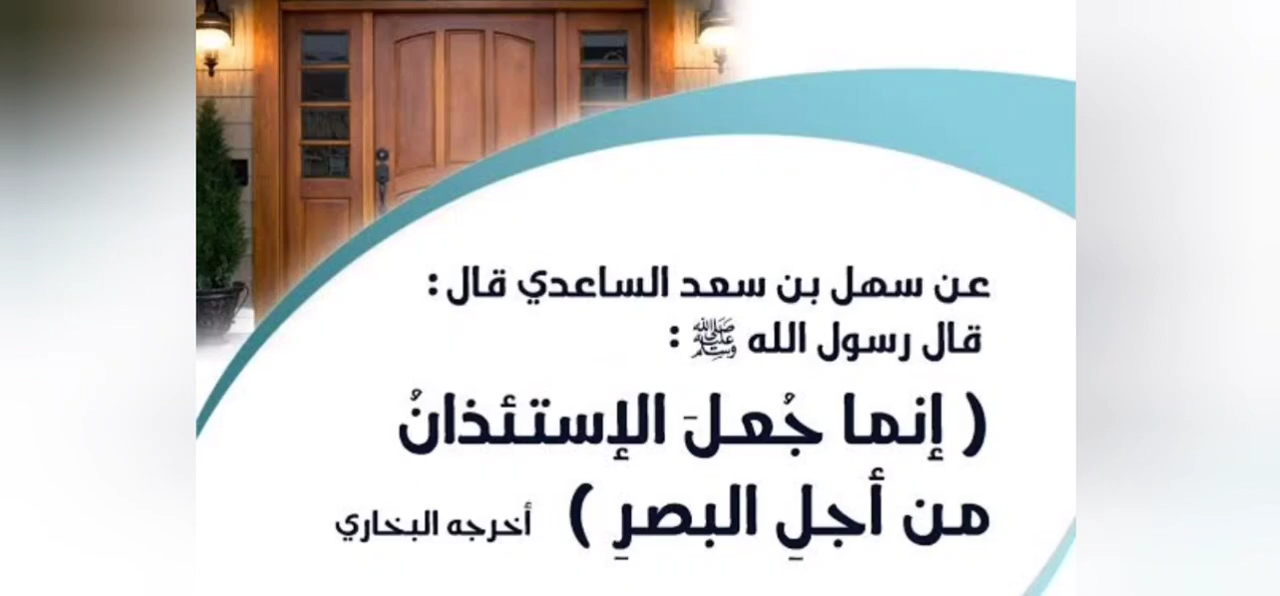 عن سهل بن سعد الساعدي قال :
قال رسول الله ﷺ :
( إنما جُعلَ الإستئذانُ
من أجلِ البصرِ ) أخرجه البخاري